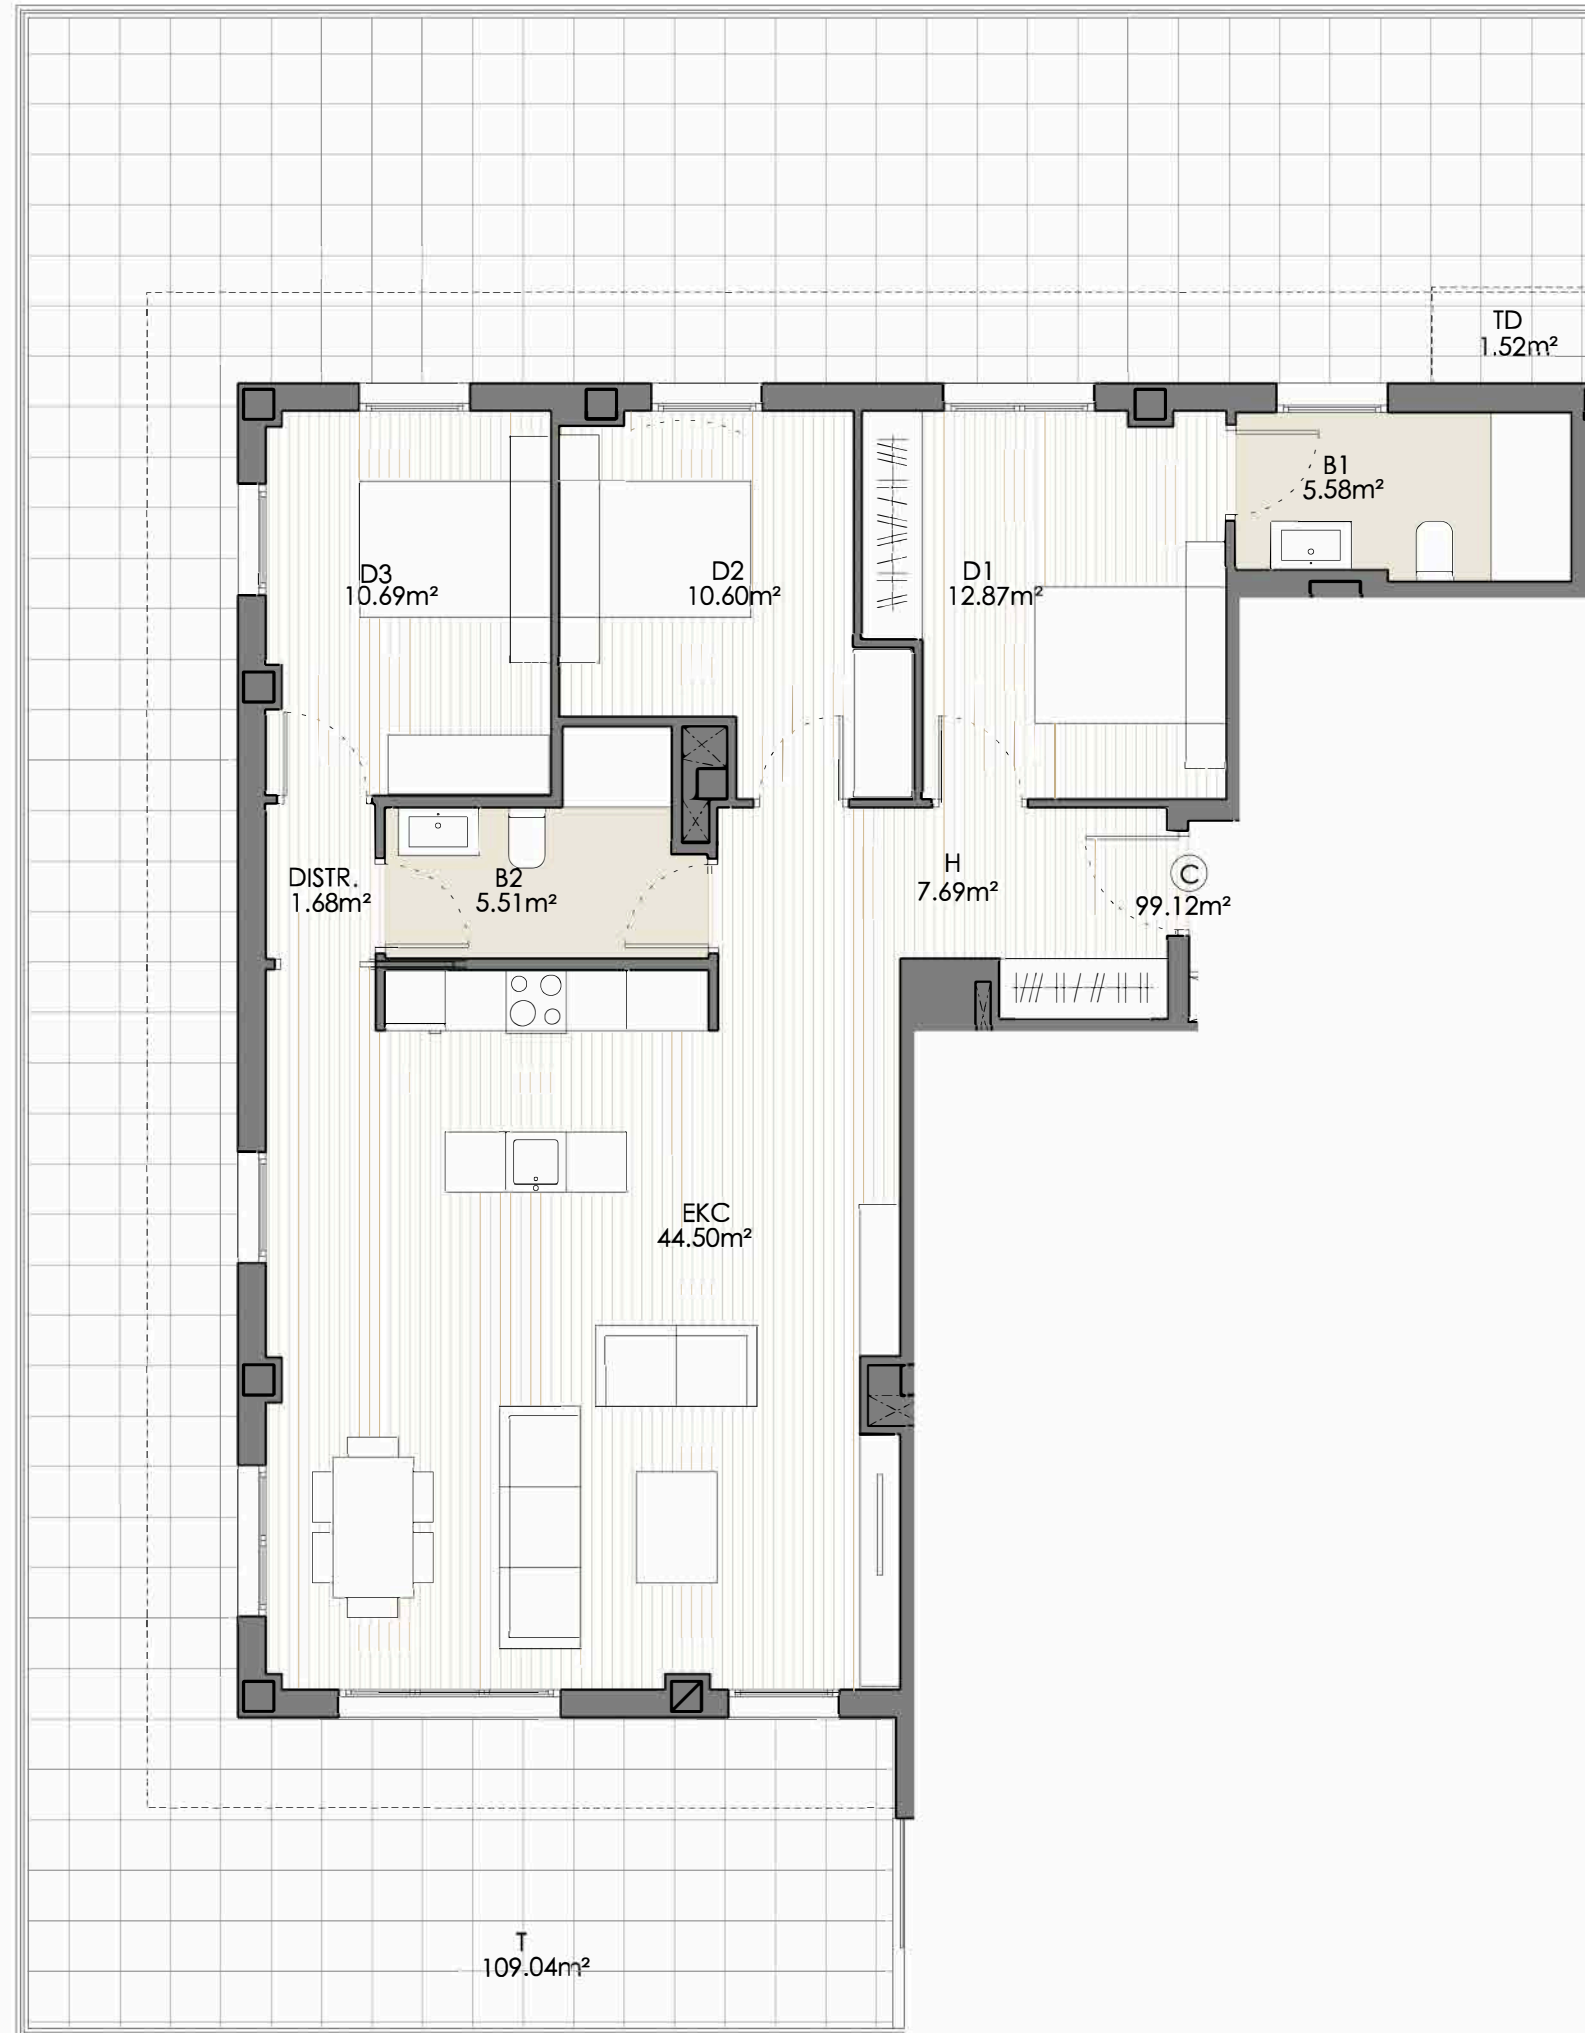 TD
1.52m²
B1
5.58m²
D3
10.69m²
D2
10.60m²
D1
12.87m²
DISTR.
1.68m²
B2
5.51m²
H
7.69m²
C
99.12m²
EKC
44.50m²
T
109.04m²